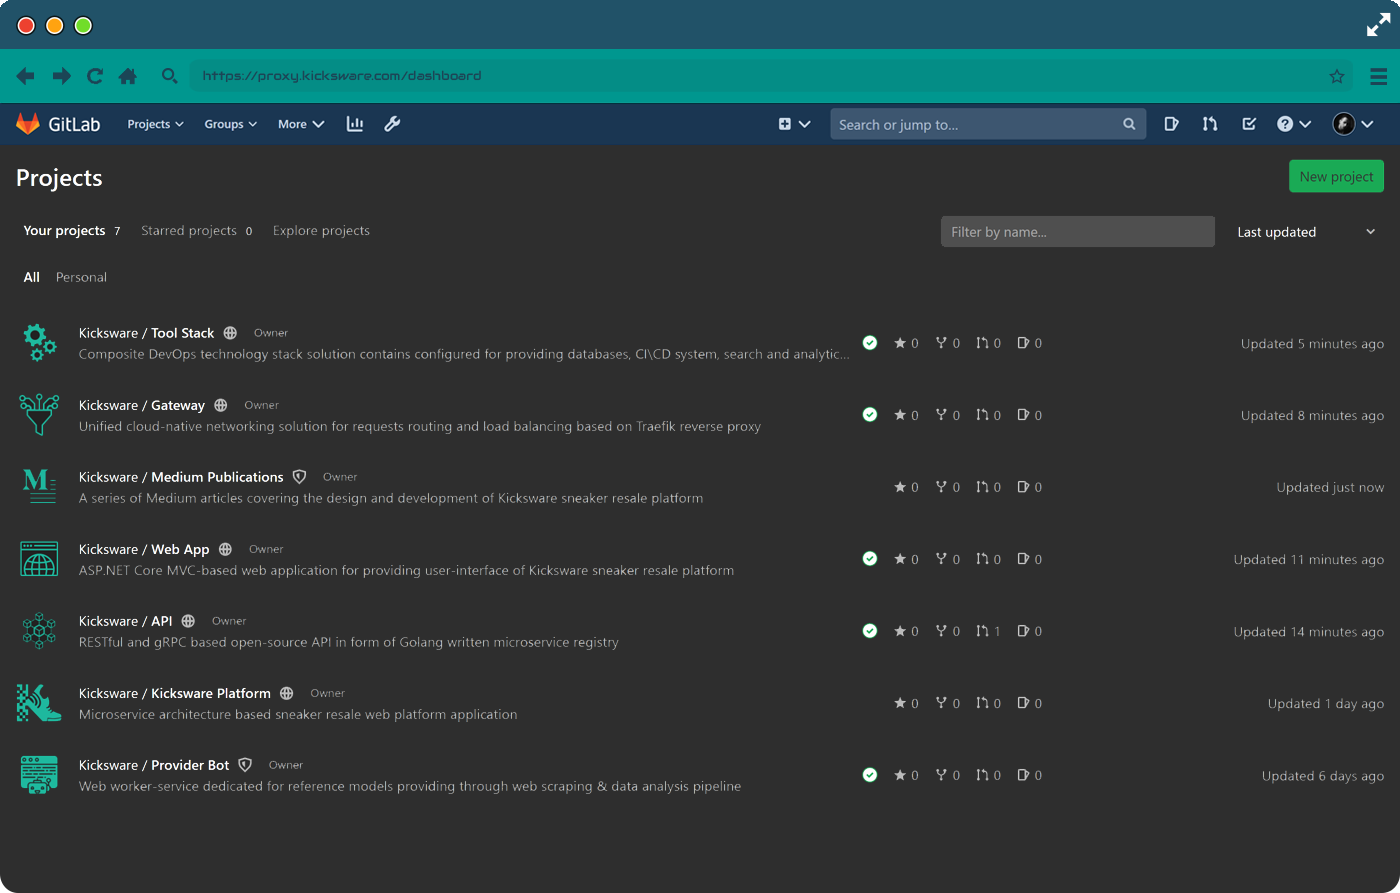 https://proxy.kicksware.com/dashboard
GitLab Projects Groups More Search or jump to...
Projects New project
Your projects 7 Starred projects 0 Explore projects Filter by name... Last updated
All Personal
Kicksware / Tool Stack Owner
Composite DevOps technology stack solution contains configured for providing databases, CI\CD system, search and analytic... 0 0 0 0 Updated 5 minutes ago
Kicksware / Gateway Owner
Unified cloud-native networking solution for requests routing and load balancing based on Traefik reverse proxy 0 0 0 0 Updated 8 minutes ago
Kicksware / Medium Publications Owner
A series of Medium articles covering the design and development of Kicksware sneaker resale platform 0 0 0 0 Updated just now
Kicksware / Web App Owner
ASP.NET Core MVC-based web application for providing user-interface of Kicksware sneaker resale platform 0 0 0 0 Updated 11 minutes ago
Kicksware / API Owner
RESTful and gRPC based open-source API in form of Golang written microservice registry 0 0 1 0 Updated 14 minutes ago
Kicksware / Kicksware Platform Owner
Microservice architecture based sneaker resale web platform application 0 0 0 0 Updated 1 day ago
Kicksware / Provider Bot Owner
Web worker-service dedicated for reference models providing through web scraping & data analysis pipeline 0 0 0 0 Updated 6 days ago